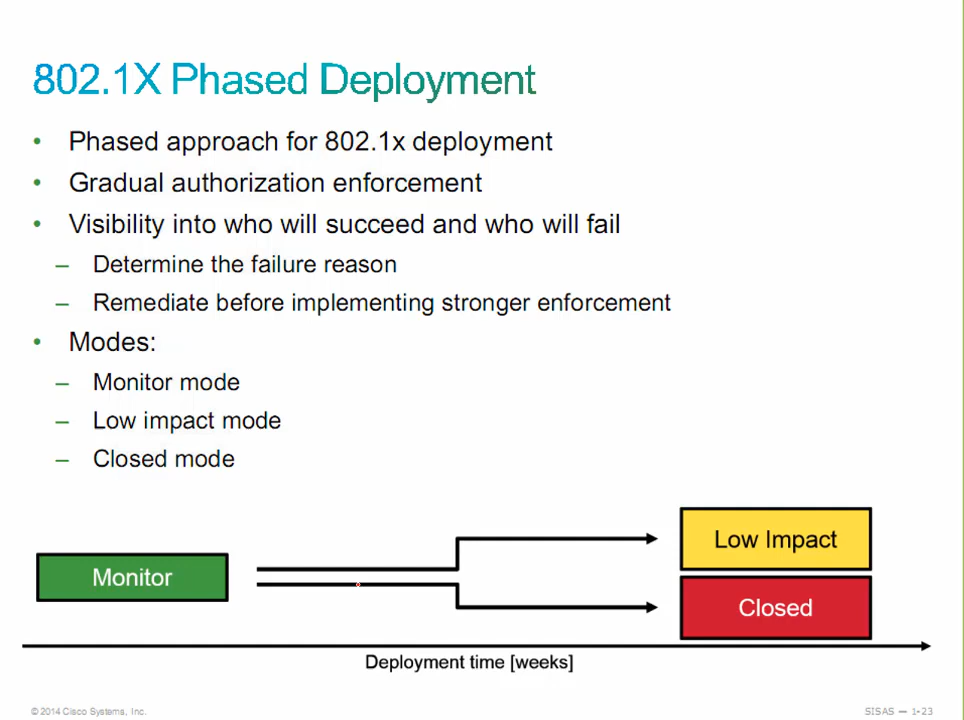 802.1X Phased Deployment
• Phased approach for 802.1x deployment
• Gradual authorization enforcement
• Visibility into who will succeed and who will fail
– Determine the failure reason
– Remediate before implementing stronger enforcement
• Modes:
– Monitor mode
– Low impact mode
– Closed mode
Low Impact
Monitor
Closed
Deployment time [weeks]
© 2014 Cisco Systems, Inc.
SISAS — 1-23